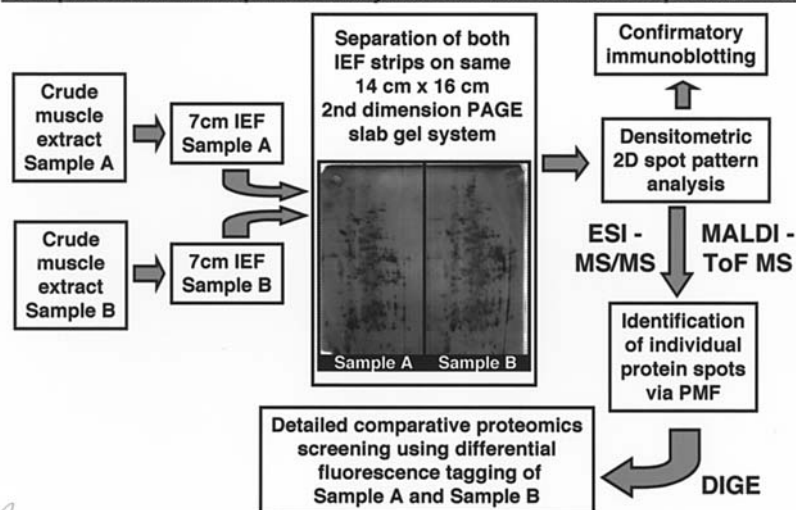 Crude
muscle
extract
Sample A
7cm IEF
Sample A
Crude
muscle
extract
Sample B
7cm IEF
Sample B
Separation of both
IEF strips on same
14 cm x 16 cm
2nd dimension PAGE
slab gel system
Sample A
Sample B
Confirmatory
immunoblotting
Densitometric
2D spot pattern
analysis
ESI -
MS/MS
MALDI -
ToF MS
Identification
of individual
protein spots
via PMF
DIGE
Detailed comparative proteomics
screening using differential
fluorescence tagging of
Sample A and Sample B